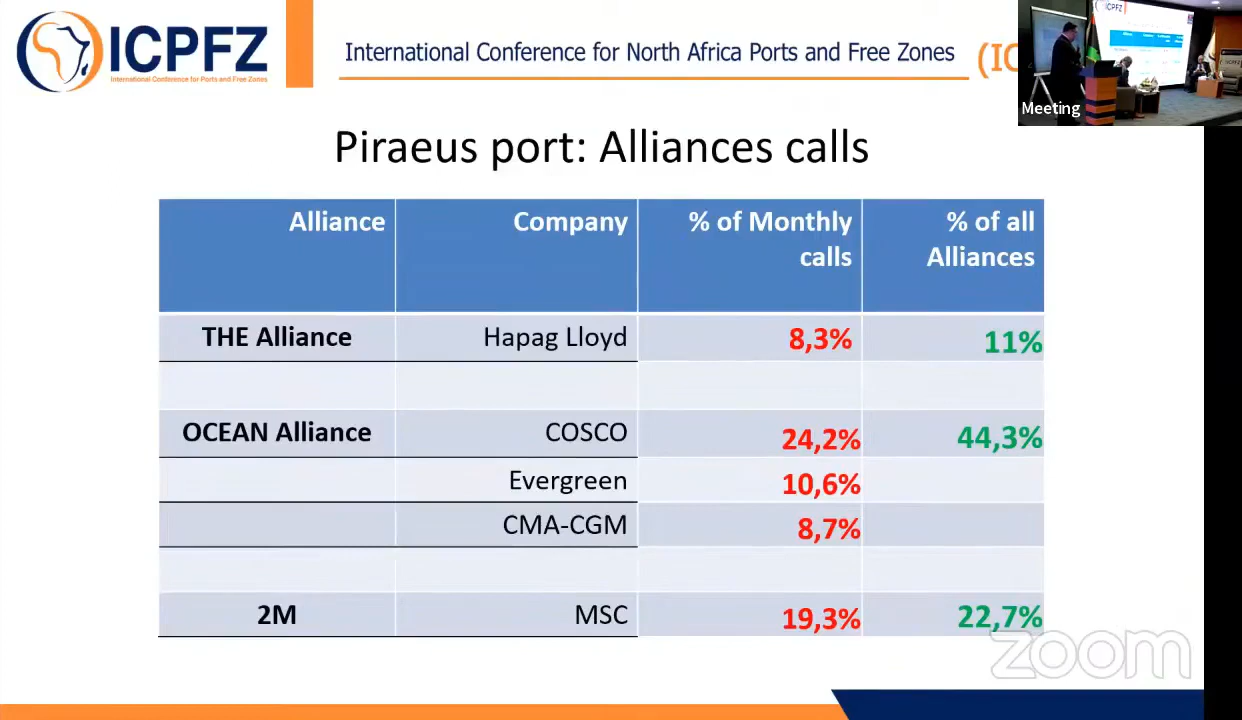 ICPFZ
International Conference for Ports and Free Zones
International Conference for North Africa Ports and Free Zones
(IC
ICPFZ
Meeting
Piraeus port: Alliances calls
Alliance Company % of Monthly calls % of all Alliances
THE Alliance Hapag Lloyd 8,3% 11%
OCEAN Alliance COSCO 24,2% 44,3%
Evergreen 10,6%
CMA-CGM 8,7%
2M MSC 19,3% 22,7%
zoom